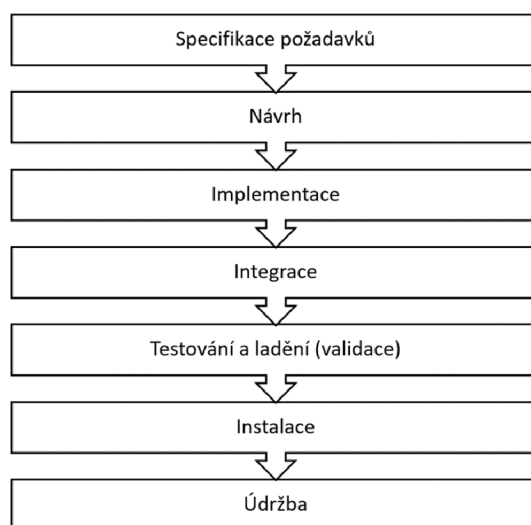 Specifikace požadavků
Návrh
Implementace
Integrace
Testování a ladění (validace)
Instalace
Údržba